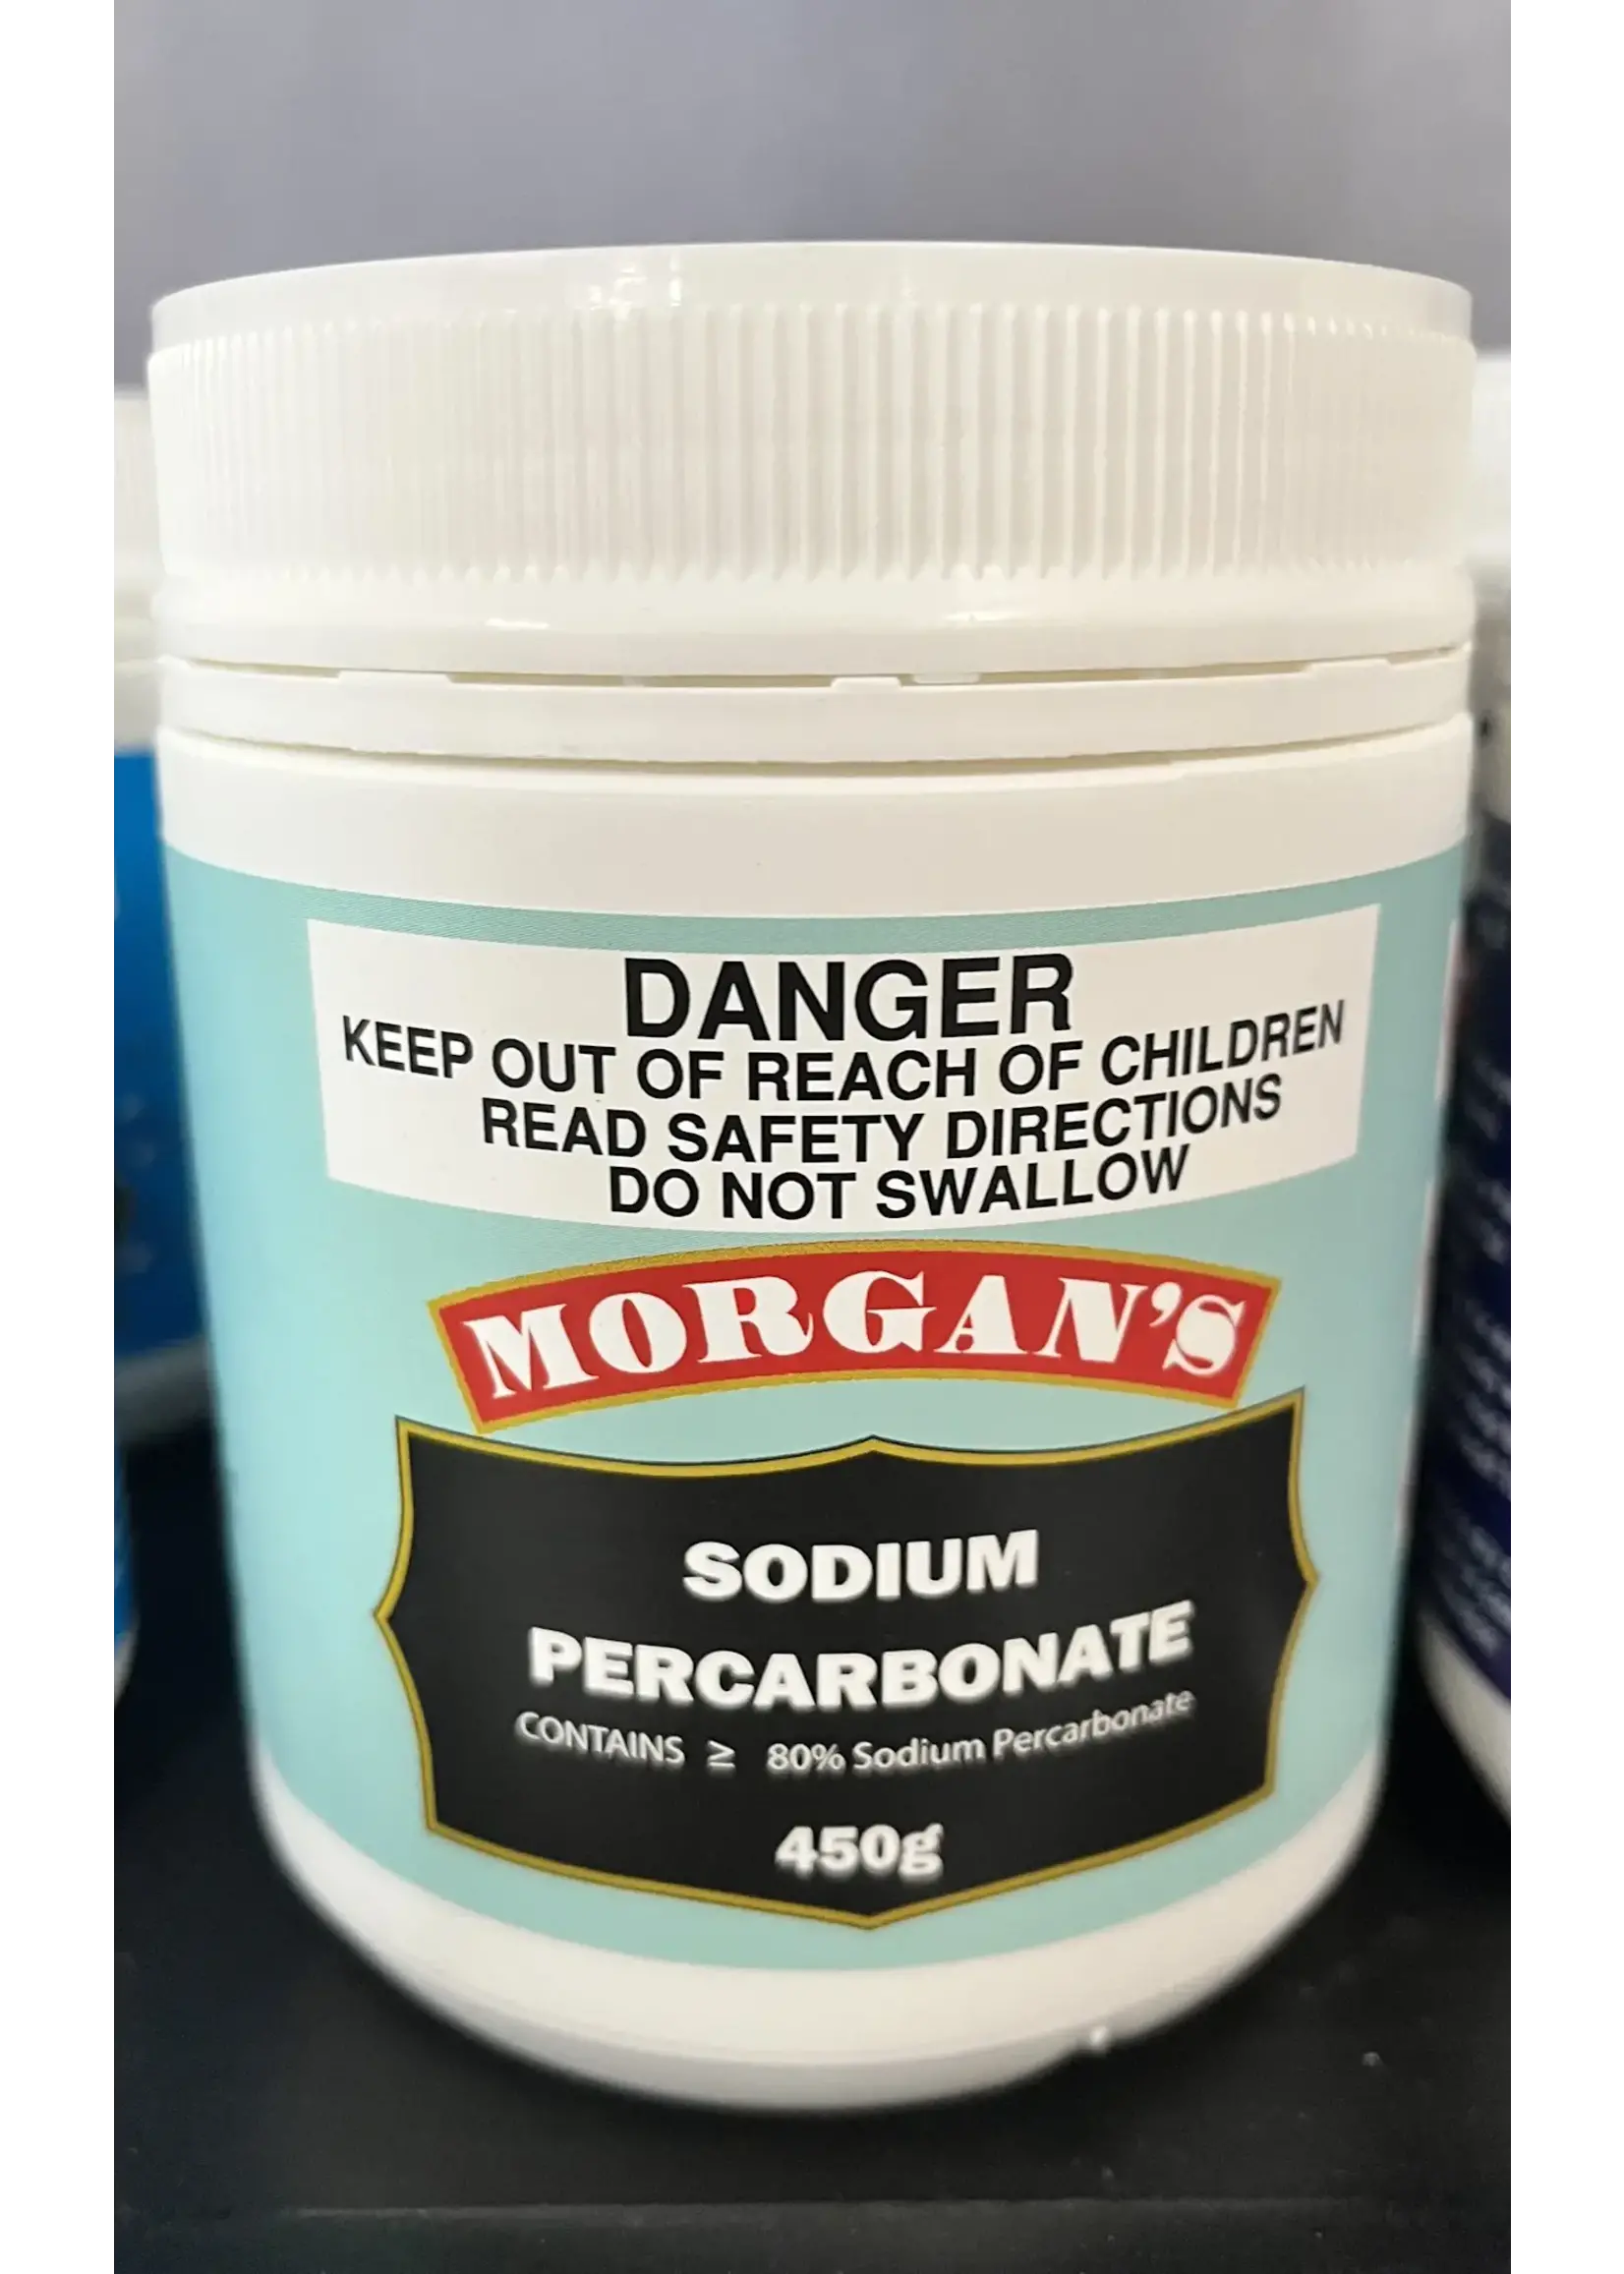 DANGER
KEEP OUT OF REACH OF CHILDREN
READ SAFETY DIRECTIONS
DO NOT SWALLOW
MORGAN'S
SODIUM
PERCARBONATE
CONTAINS ≥ 80% Sodium Percarbonate
450g